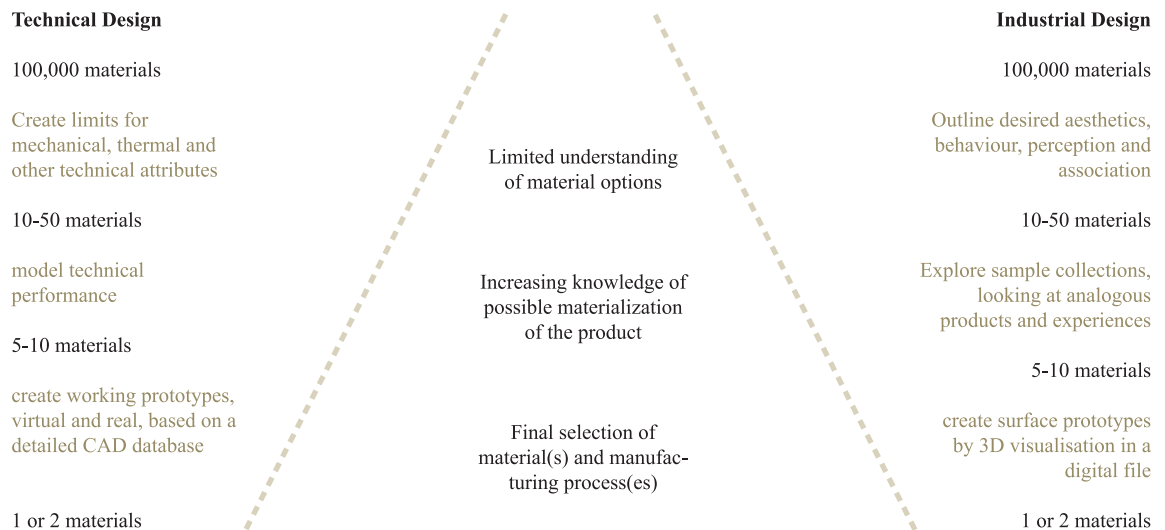 Technical Design
100,000 materials
Create limits for
mechanical, thermal and
other technical attributes
10-50 materials
model technical
performance
5-10 materials
create working prototypes,
virtual and real, based on a
detailed CAD database
1 or 2 materials
Limited understanding
of material options
Increasing knowledge of
possible materialization
of the product
Final selection of
material(s) and manufac-
turing process(es)
Industrial Design
100,000 materials
Outline desired aesthetics,
behaviour, perception and
association
10-50 materials
Explore sample collections,
looking at analogous
products and experiences
5-10 materials
create surface prototypes
by 3D visualisation in a
digital file
1 or 2 materials